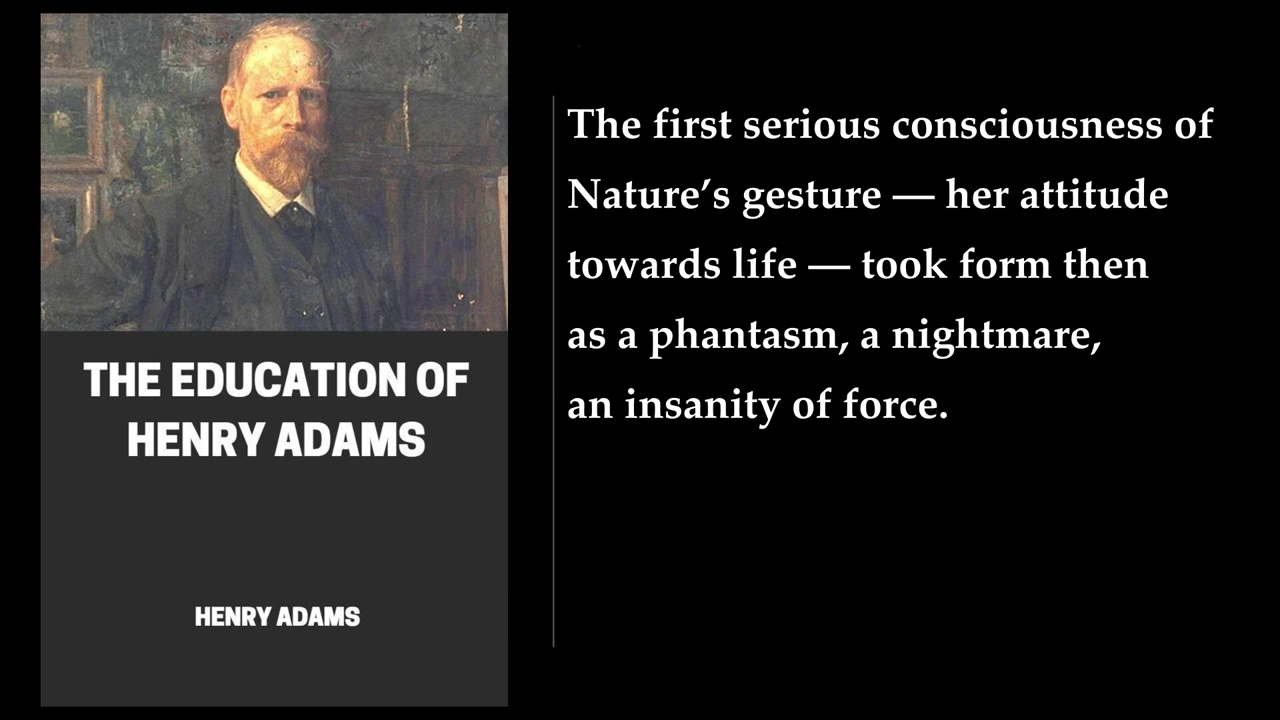 THE EDUCATION OF
HENRY ADAMS
HENRY ADAMS
The first serious consciousness of
Nature’s gesture — her attitude
towards life — took form then
as a phantasm, a nightmare,
an insanity of force.